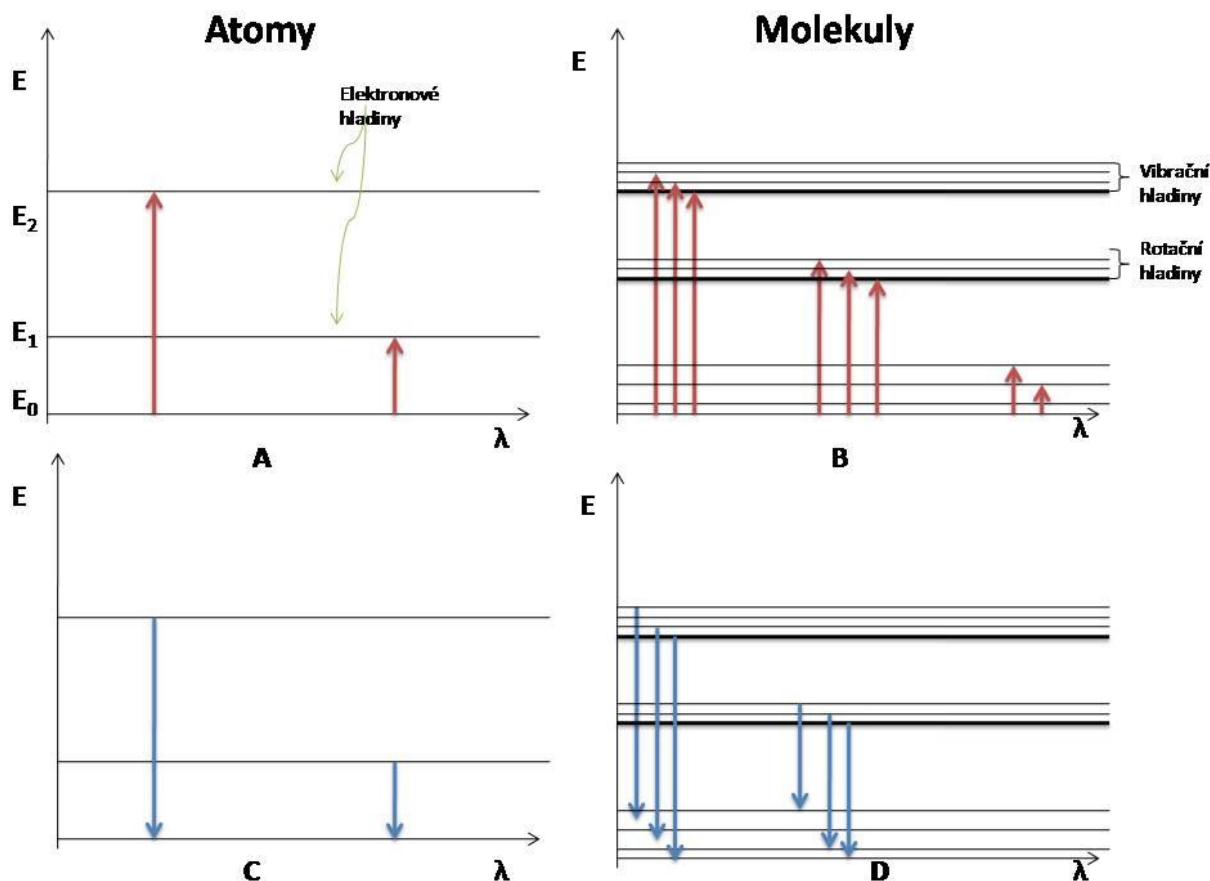 Atomy
Molekuly
E
Elektronové
hladiny
E₂
E₁
E₀
λ
A
E
Vibrační
hladiny
Rotační
hladiny
λ
B
E
λ
C
E
λ
D